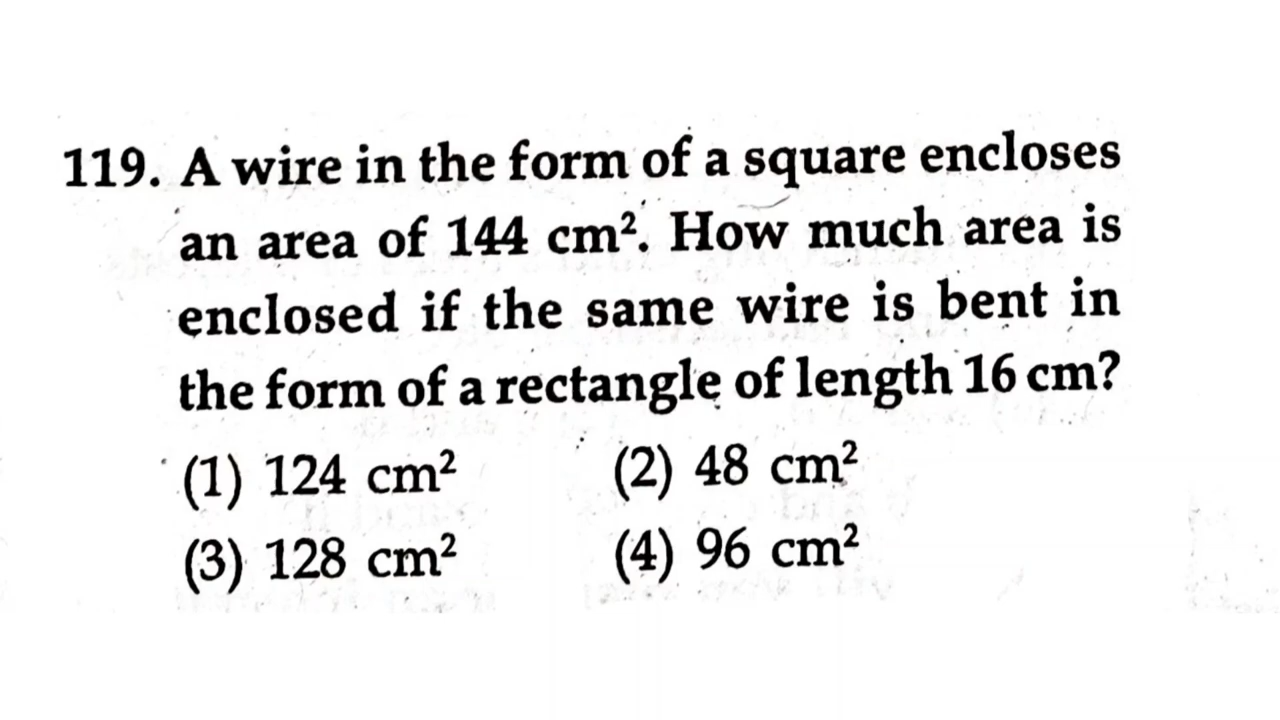 119. A wire in the form of a square encloses
an area of 144 cm². How much area is
enclosed if the same wire is bent in
the form of a rectangle of length 16 cm?
(1) 124 cm² (2) 48 cm²
(3) 128 cm² (4) 96 cm²